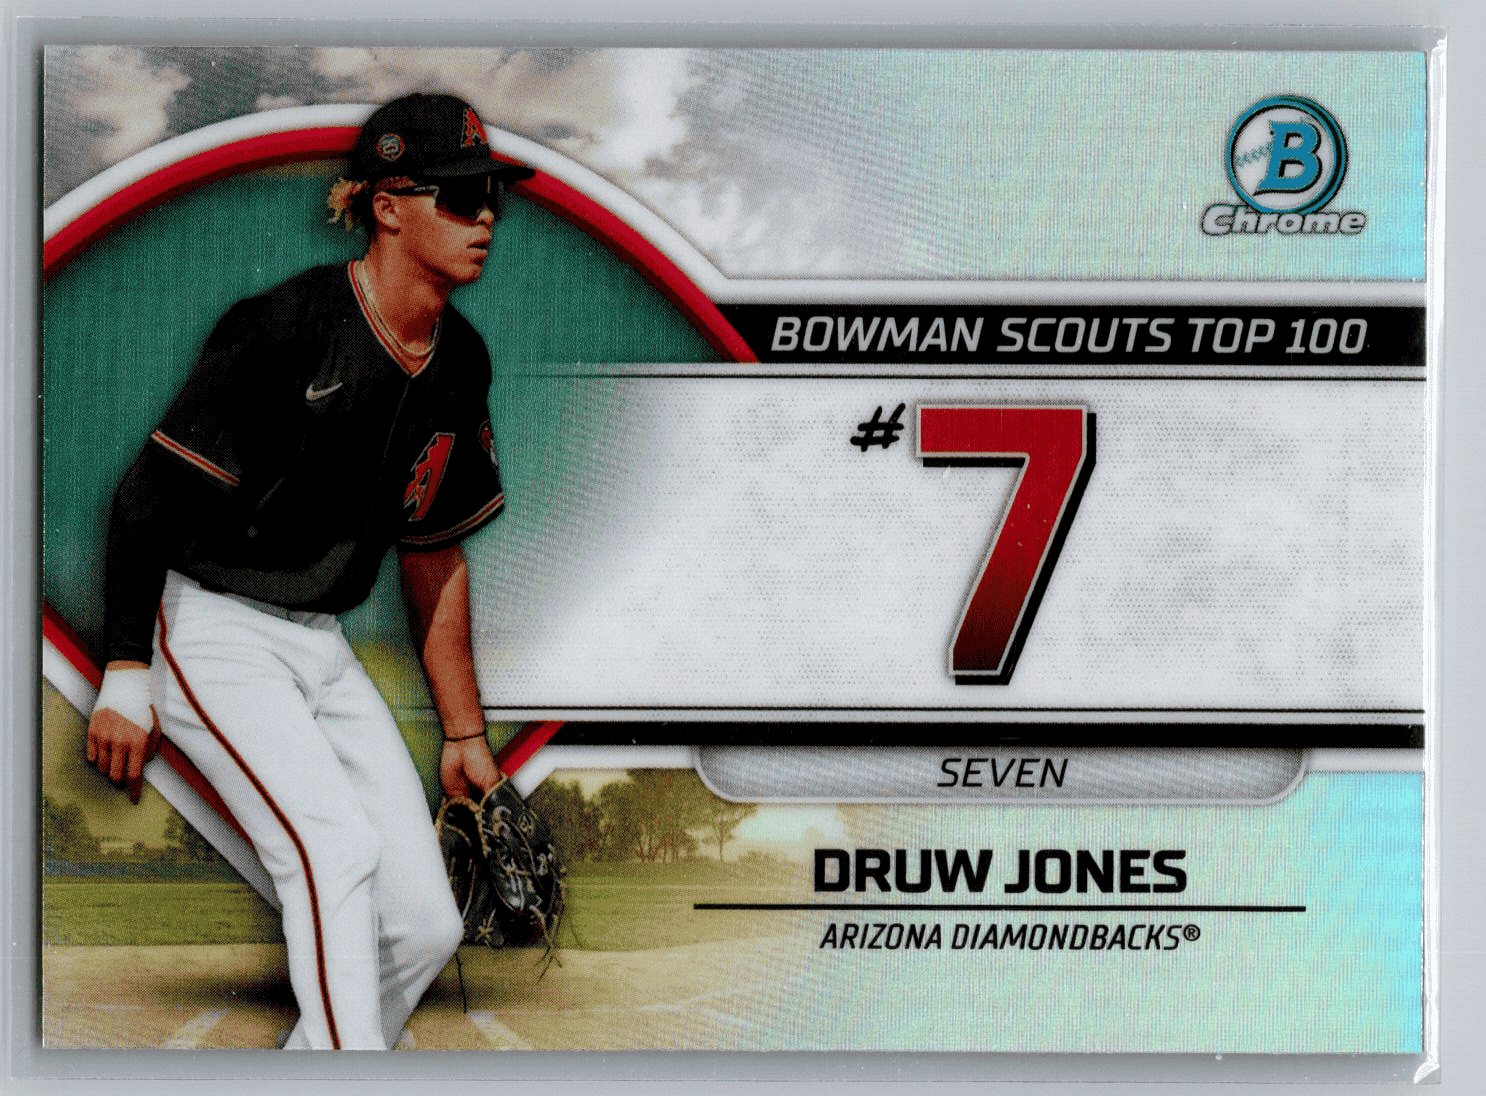 B
Chrome
BOWMAN SCOUTS TOP 100
#7
SEVEN
DRUW JONES
ARIZONA DIAMONDBACKS®